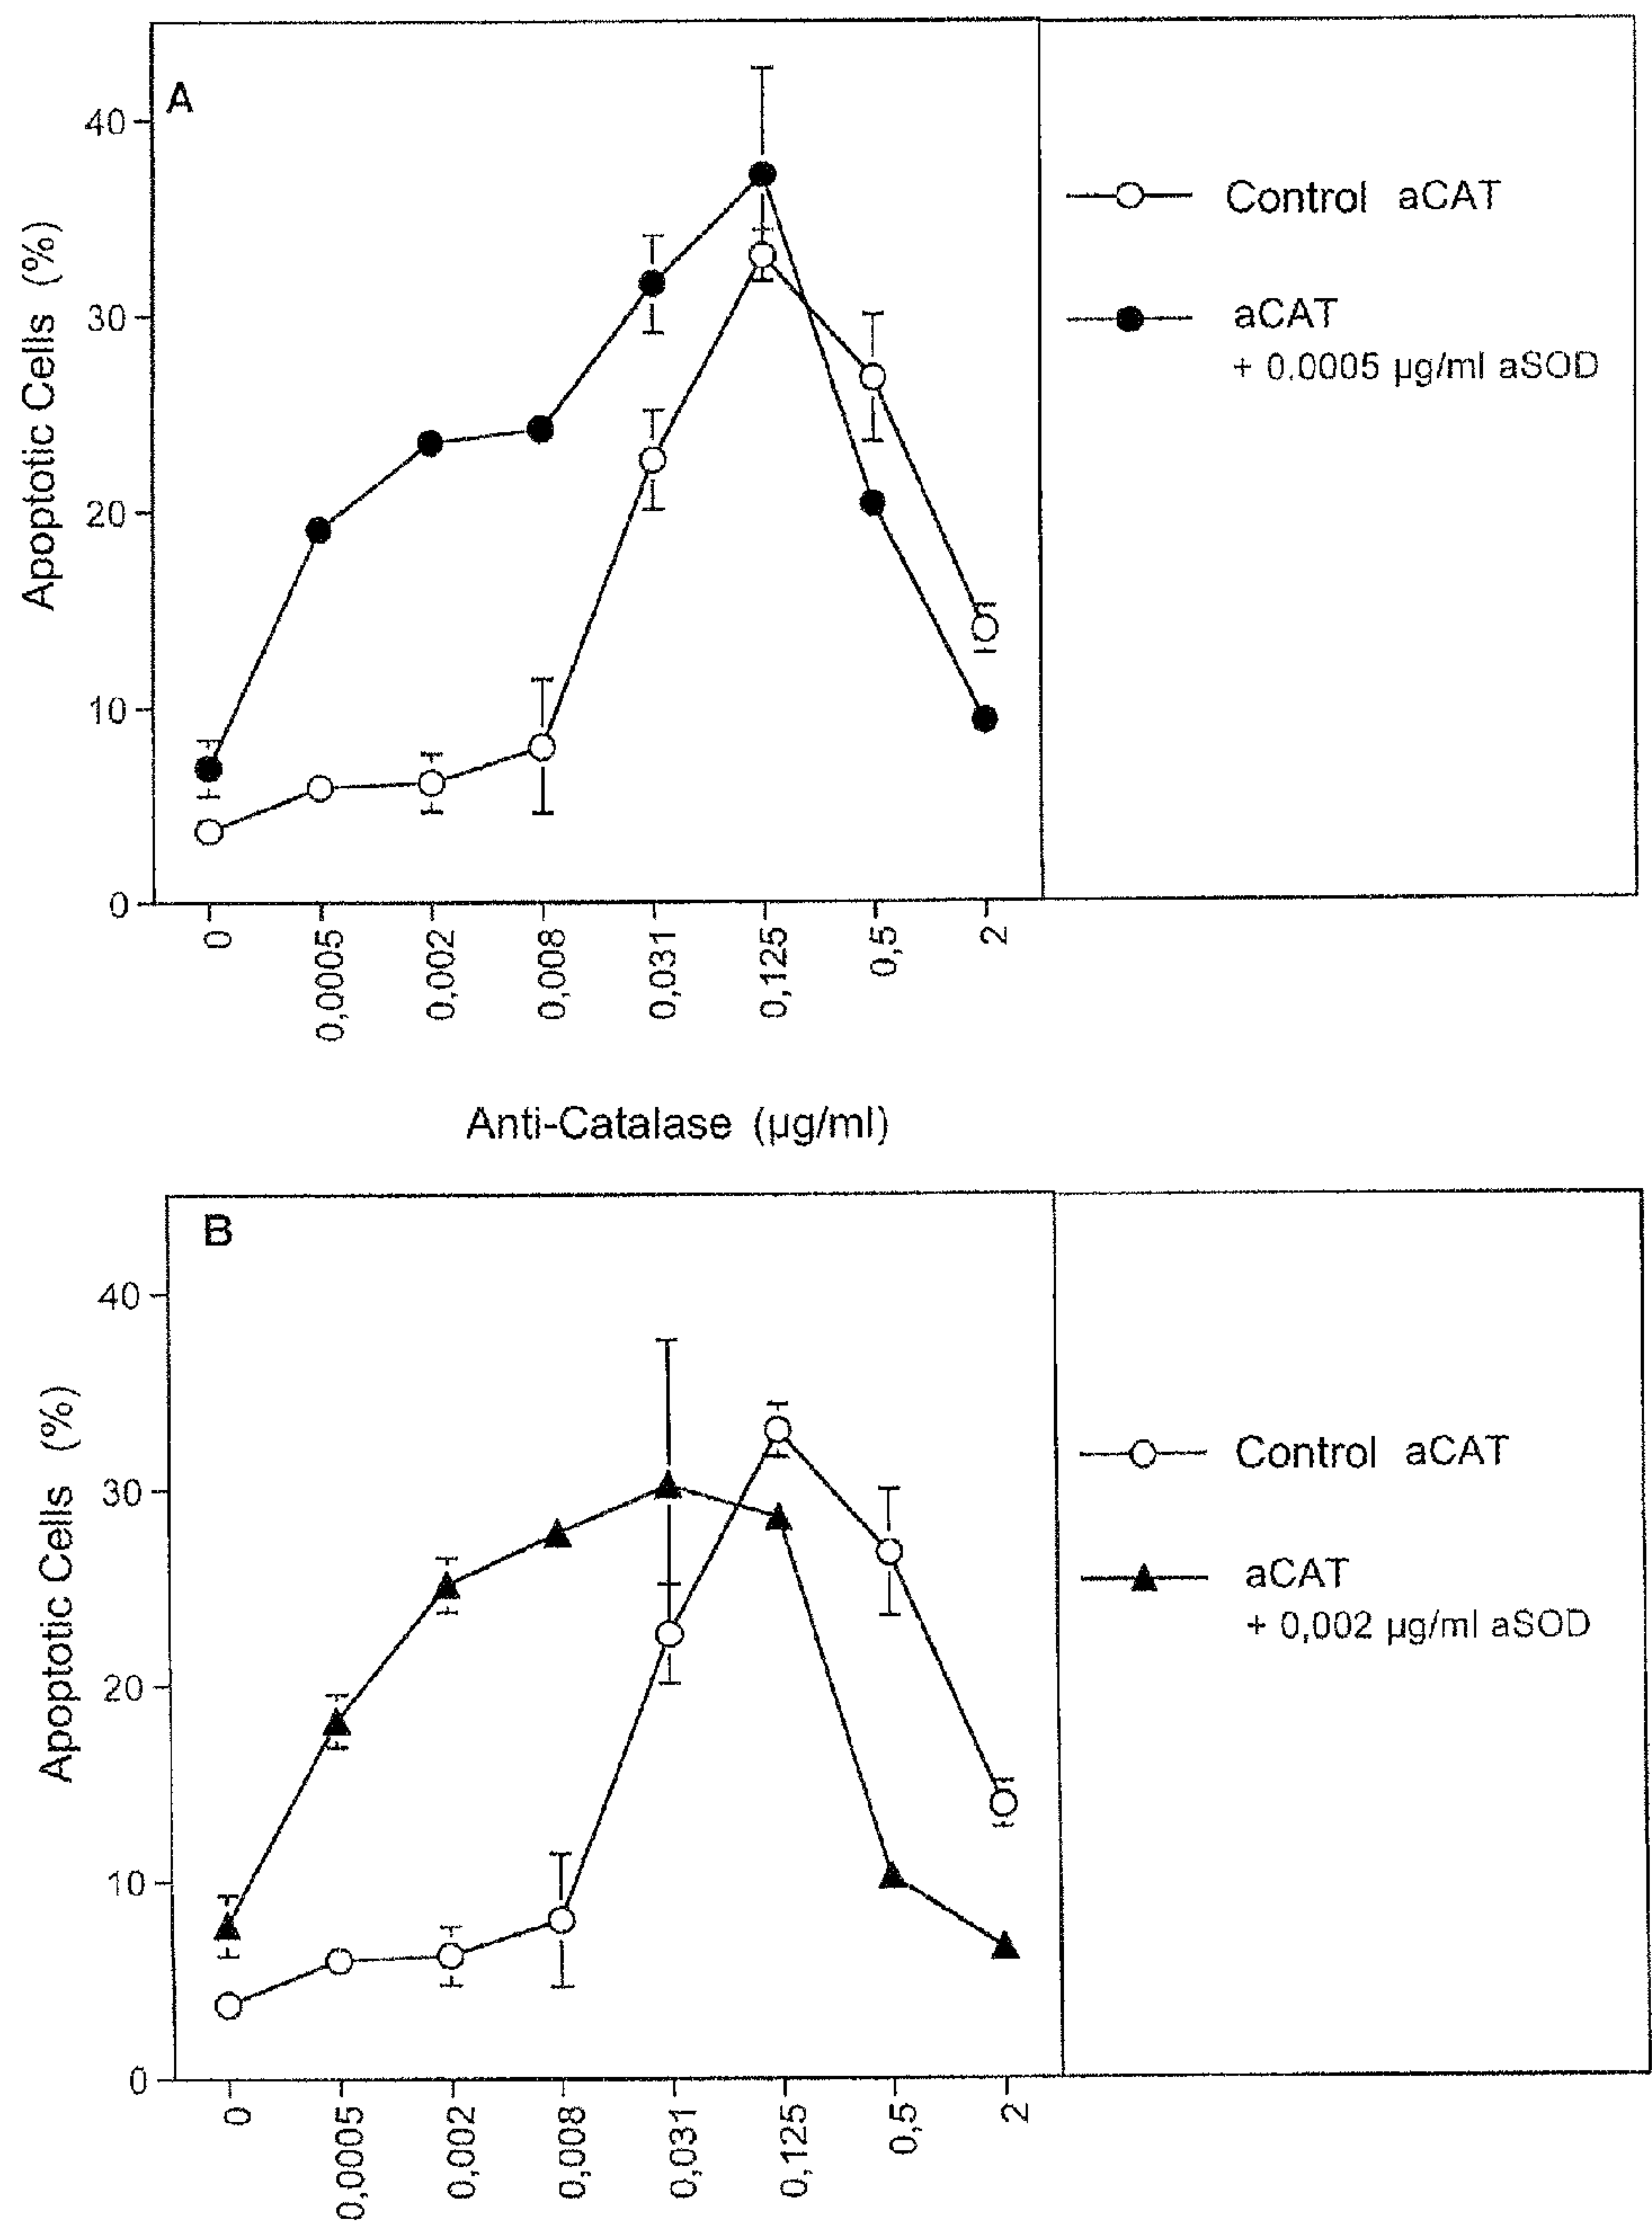 A
40
30
20
10
0
Apoptotic Cells (%)
0
0,0005
0,002
0,008
0,031
0,125
0,5
2
Control aCAT
aCAT
+ 0.0005 µg/ml aSOD
Anti-Catalase (µg/ml)
B
40
30
20
10
0
Apoptotic Cells (%)
0
0,0005
0,002
0,008
0,031
0,125
0,5
2
Control aCAT
aCAT
+ 0,002 µg/ml aSOD